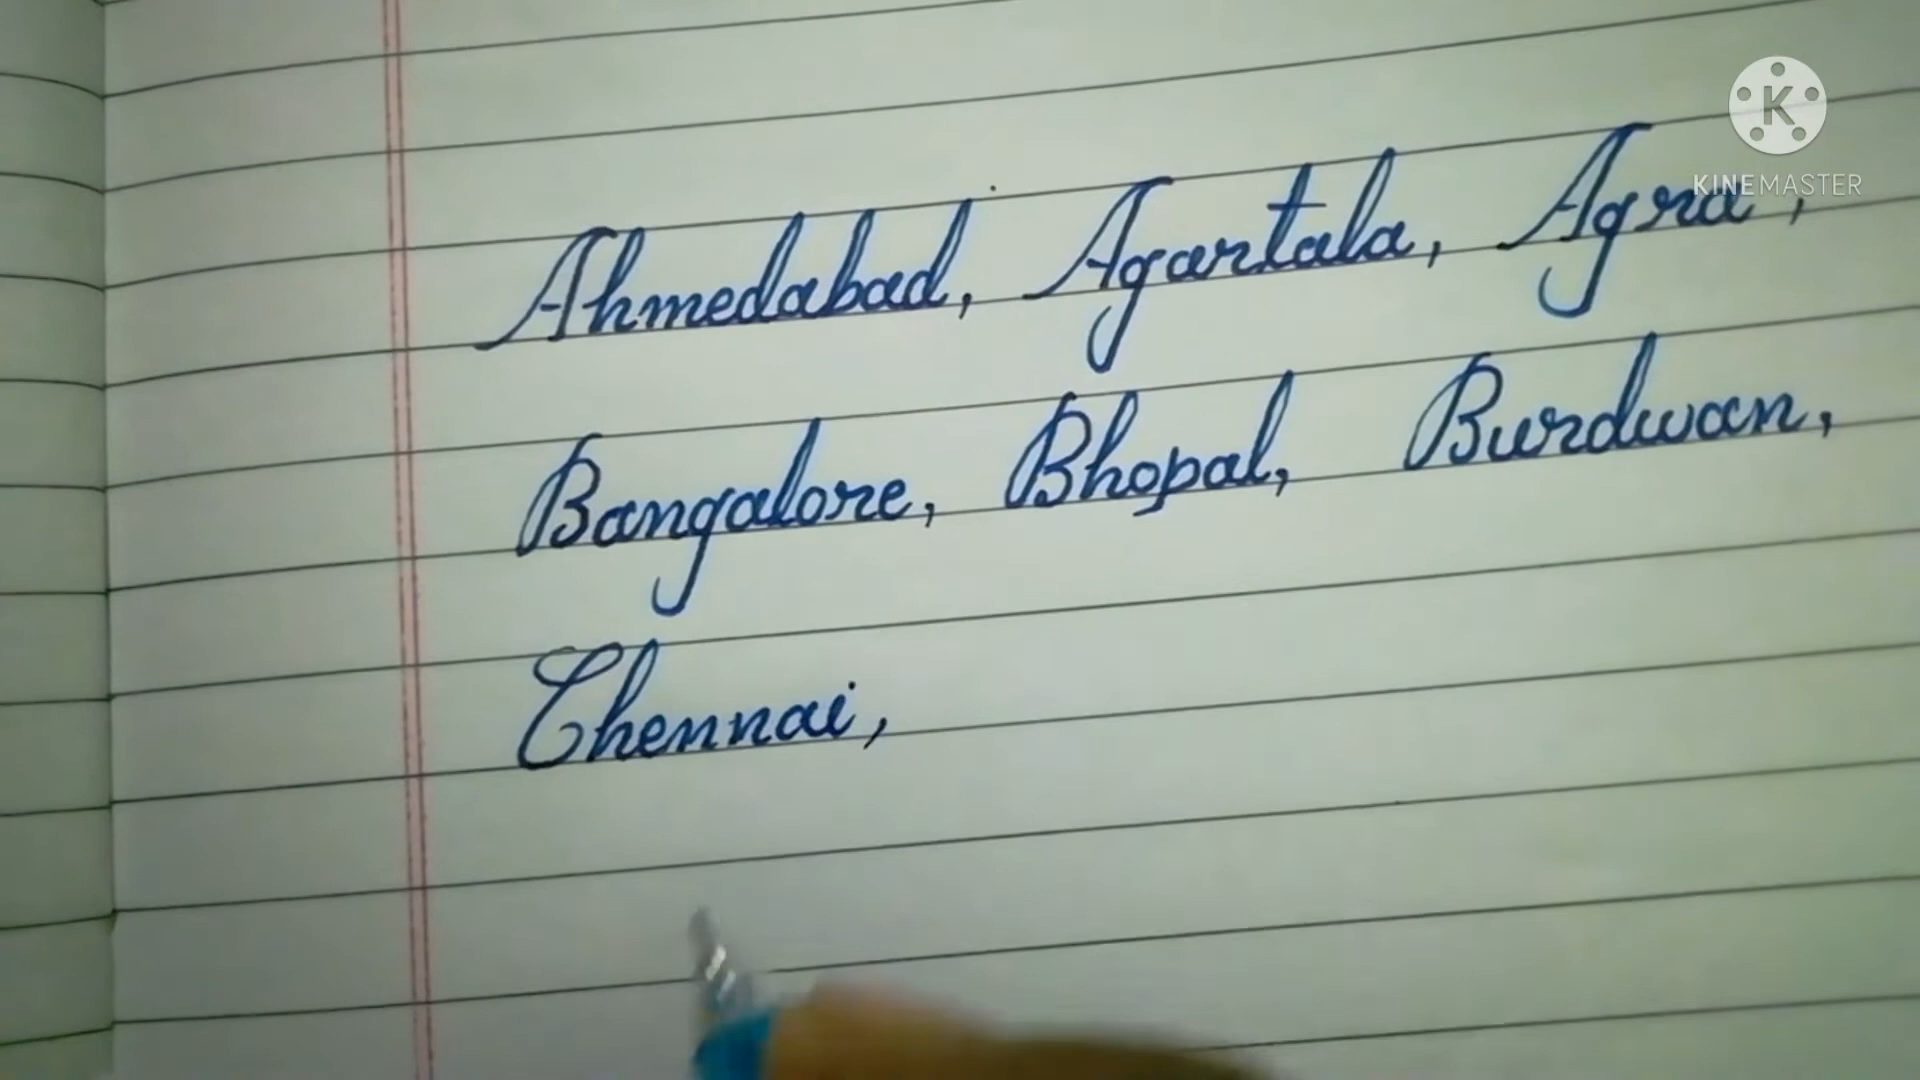 KINEMASTER
Ahmedabad, Agartala, Agra,
Bangalore, Bhopal, Burdwan,
Chennai,